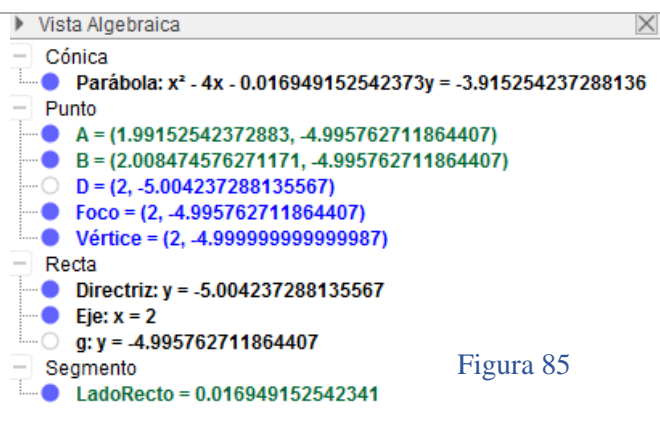 Vista Algebraica
Cónica
Parábola: x² - 4x - 0.016949152542373y = -3.915254237288136
Punto
A = (1.99152542372883, -4.995762711864407)
B = (2.008474576271171, -4.995762711864407)
D = (2, -5.004237288135567)
Foco = (2, -4.995762711864407)
Vértice = (2, -4.999999999999987)
Recta
Directriz: y = -5.004237288135567
Eje: x = 2
g: y = -4.995762711864407
Segmento
LadoRecto = 0.016949152542341
Figura 85